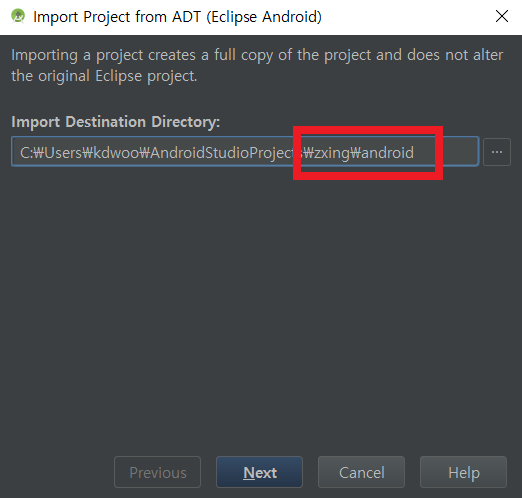 Import Project from ADT (Eclipse Android)
Importing a project creates a full copy of the project and does not alter
the original Eclipse project.
Import Destination Directory:
C:₩Users₩kdwoo₩AndroidStudioProjects₩zxing₩android
...
Previous
Next
Cancel
Help